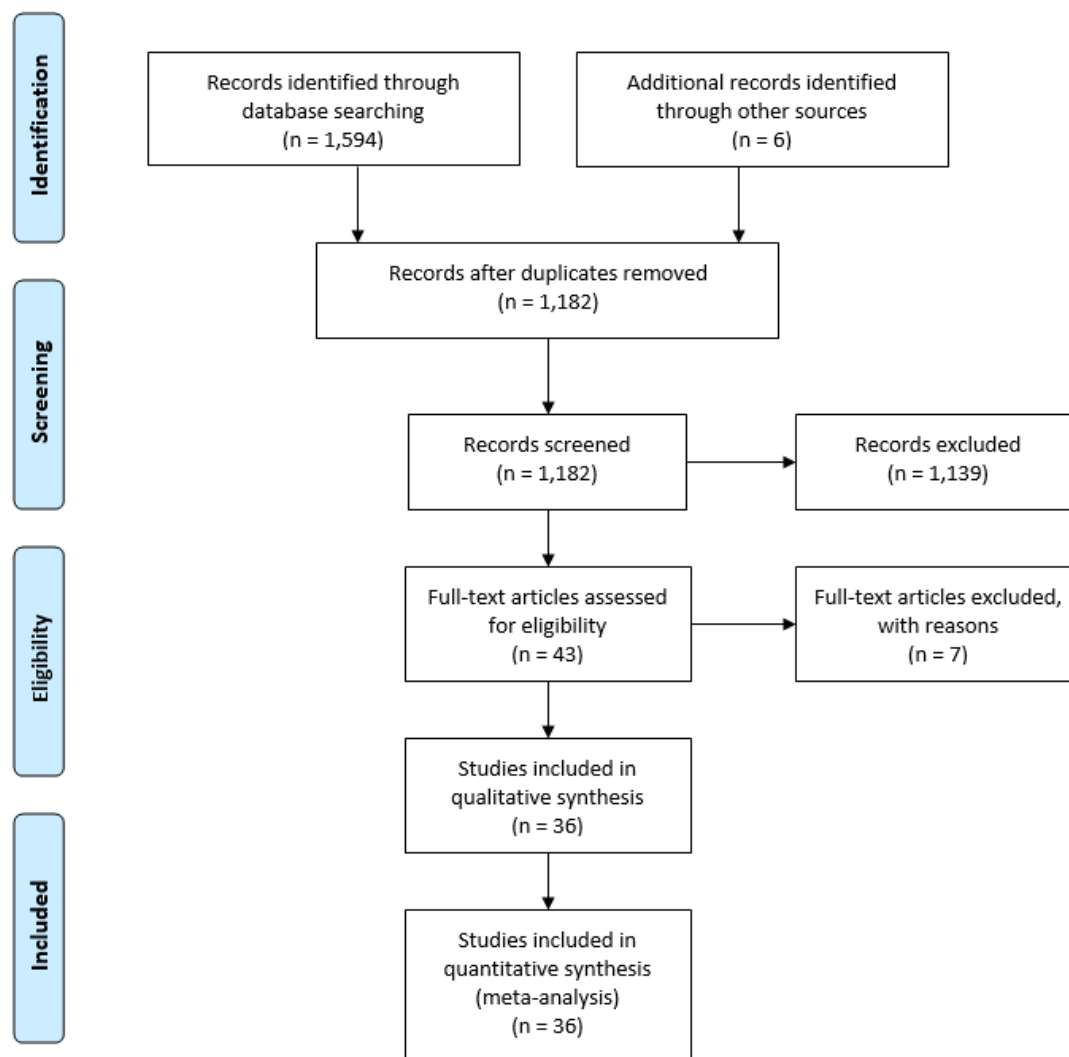 Identification
Records identified through
database searching
(n = 1,594)
Additional records identified
through other sources
(n = 6)
Records after duplicates removed
(n = 1,182)
Screening
Records screened
(n = 1,182)
Records excluded
(n = 1,139)
Eligibility
Full-text articles assessed
for eligibility
(n = 43)
Full-text articles excluded,
with reasons
(n = 7)
Studies included in
qualitative synthesis
(n = 36)
Included
Studies included in
quantitative synthesis
(meta-analysis)
(n = 36)